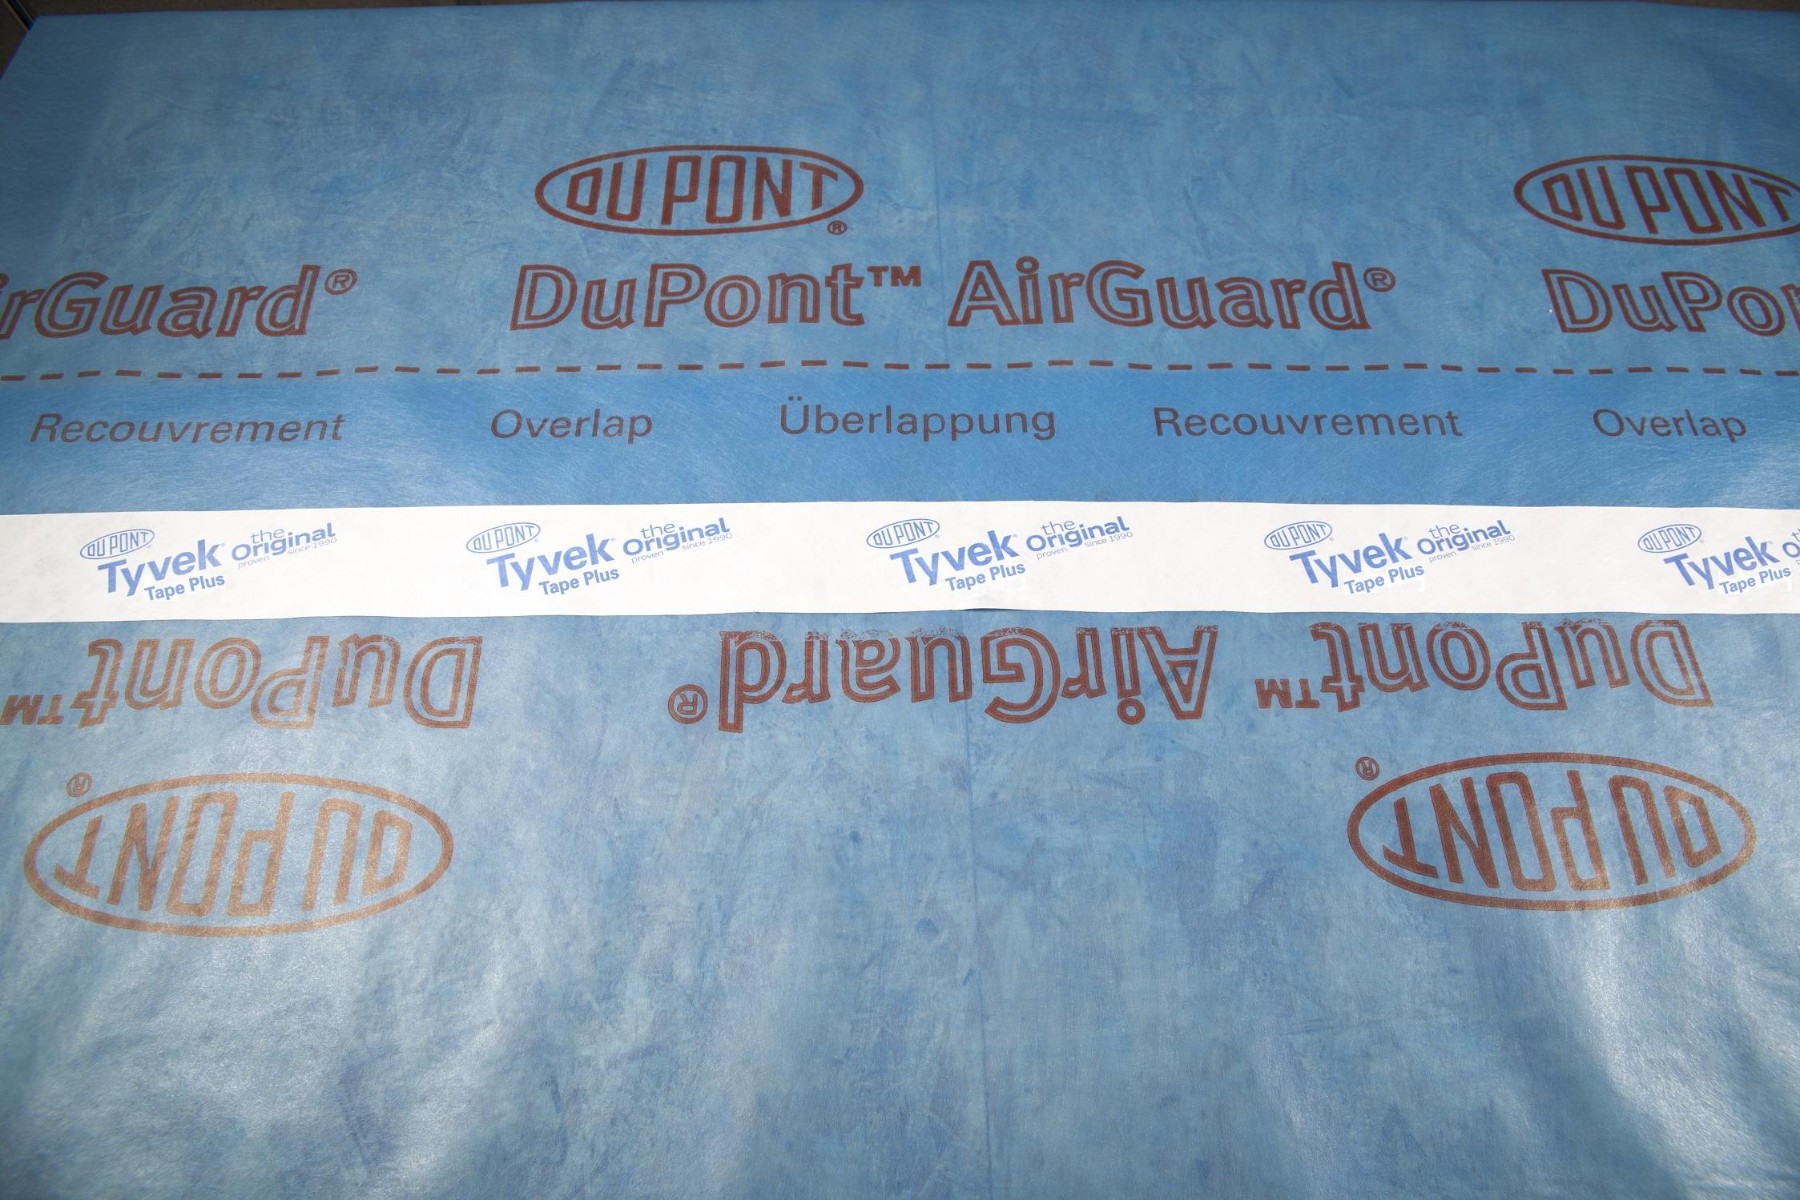 DU PONT® DU PONT
irGuard® DuPont™ AirGuard® DuPon
Recouvrement Overlap Überlappung Recouvrement Overlap
DU PONT® DU PONT® DU PONT® DU PONT® DU PONT®
Tyvek® the original Tyvek® the original Tyvek® the original Tyvek® the original Tyvek® o
proven since 1990 proven since 1990 proven since 1990 proven since 1990
Tape Plus Tape Plus Tape Plus Tape Plus Tape Plus
DuPont™ AirGuard® DuPont™
DU PONT® DU PONT®